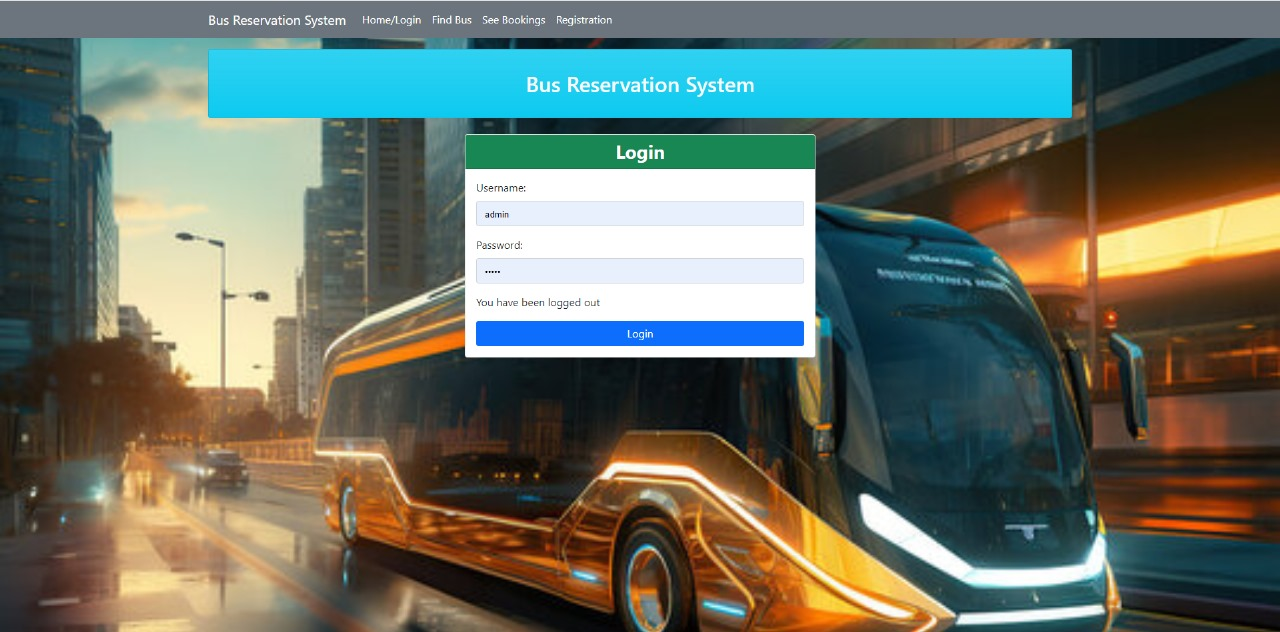 Bus Reservation System Home/Login Find Bus See Bookings Registration
Bus Reservation System
Login
Username:
admin
Password:
•••••
You have been logged out
Login